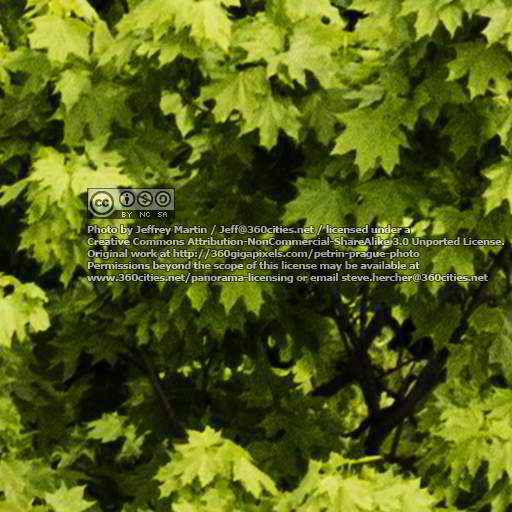 cc
BY NC SA
Photo by Jeffrey Martin / Jeff@360cities.net / licensed under a
Creative Commons Attribution-NonCommercial-ShareAlike 3.0 Unported License.
Original work at http://360gigapixels.com/petrin-prague-photo
Permissions beyond the scope of this license may be available at
www.360cities.net/panorama-licensing or email steve.hercher@360cities.net